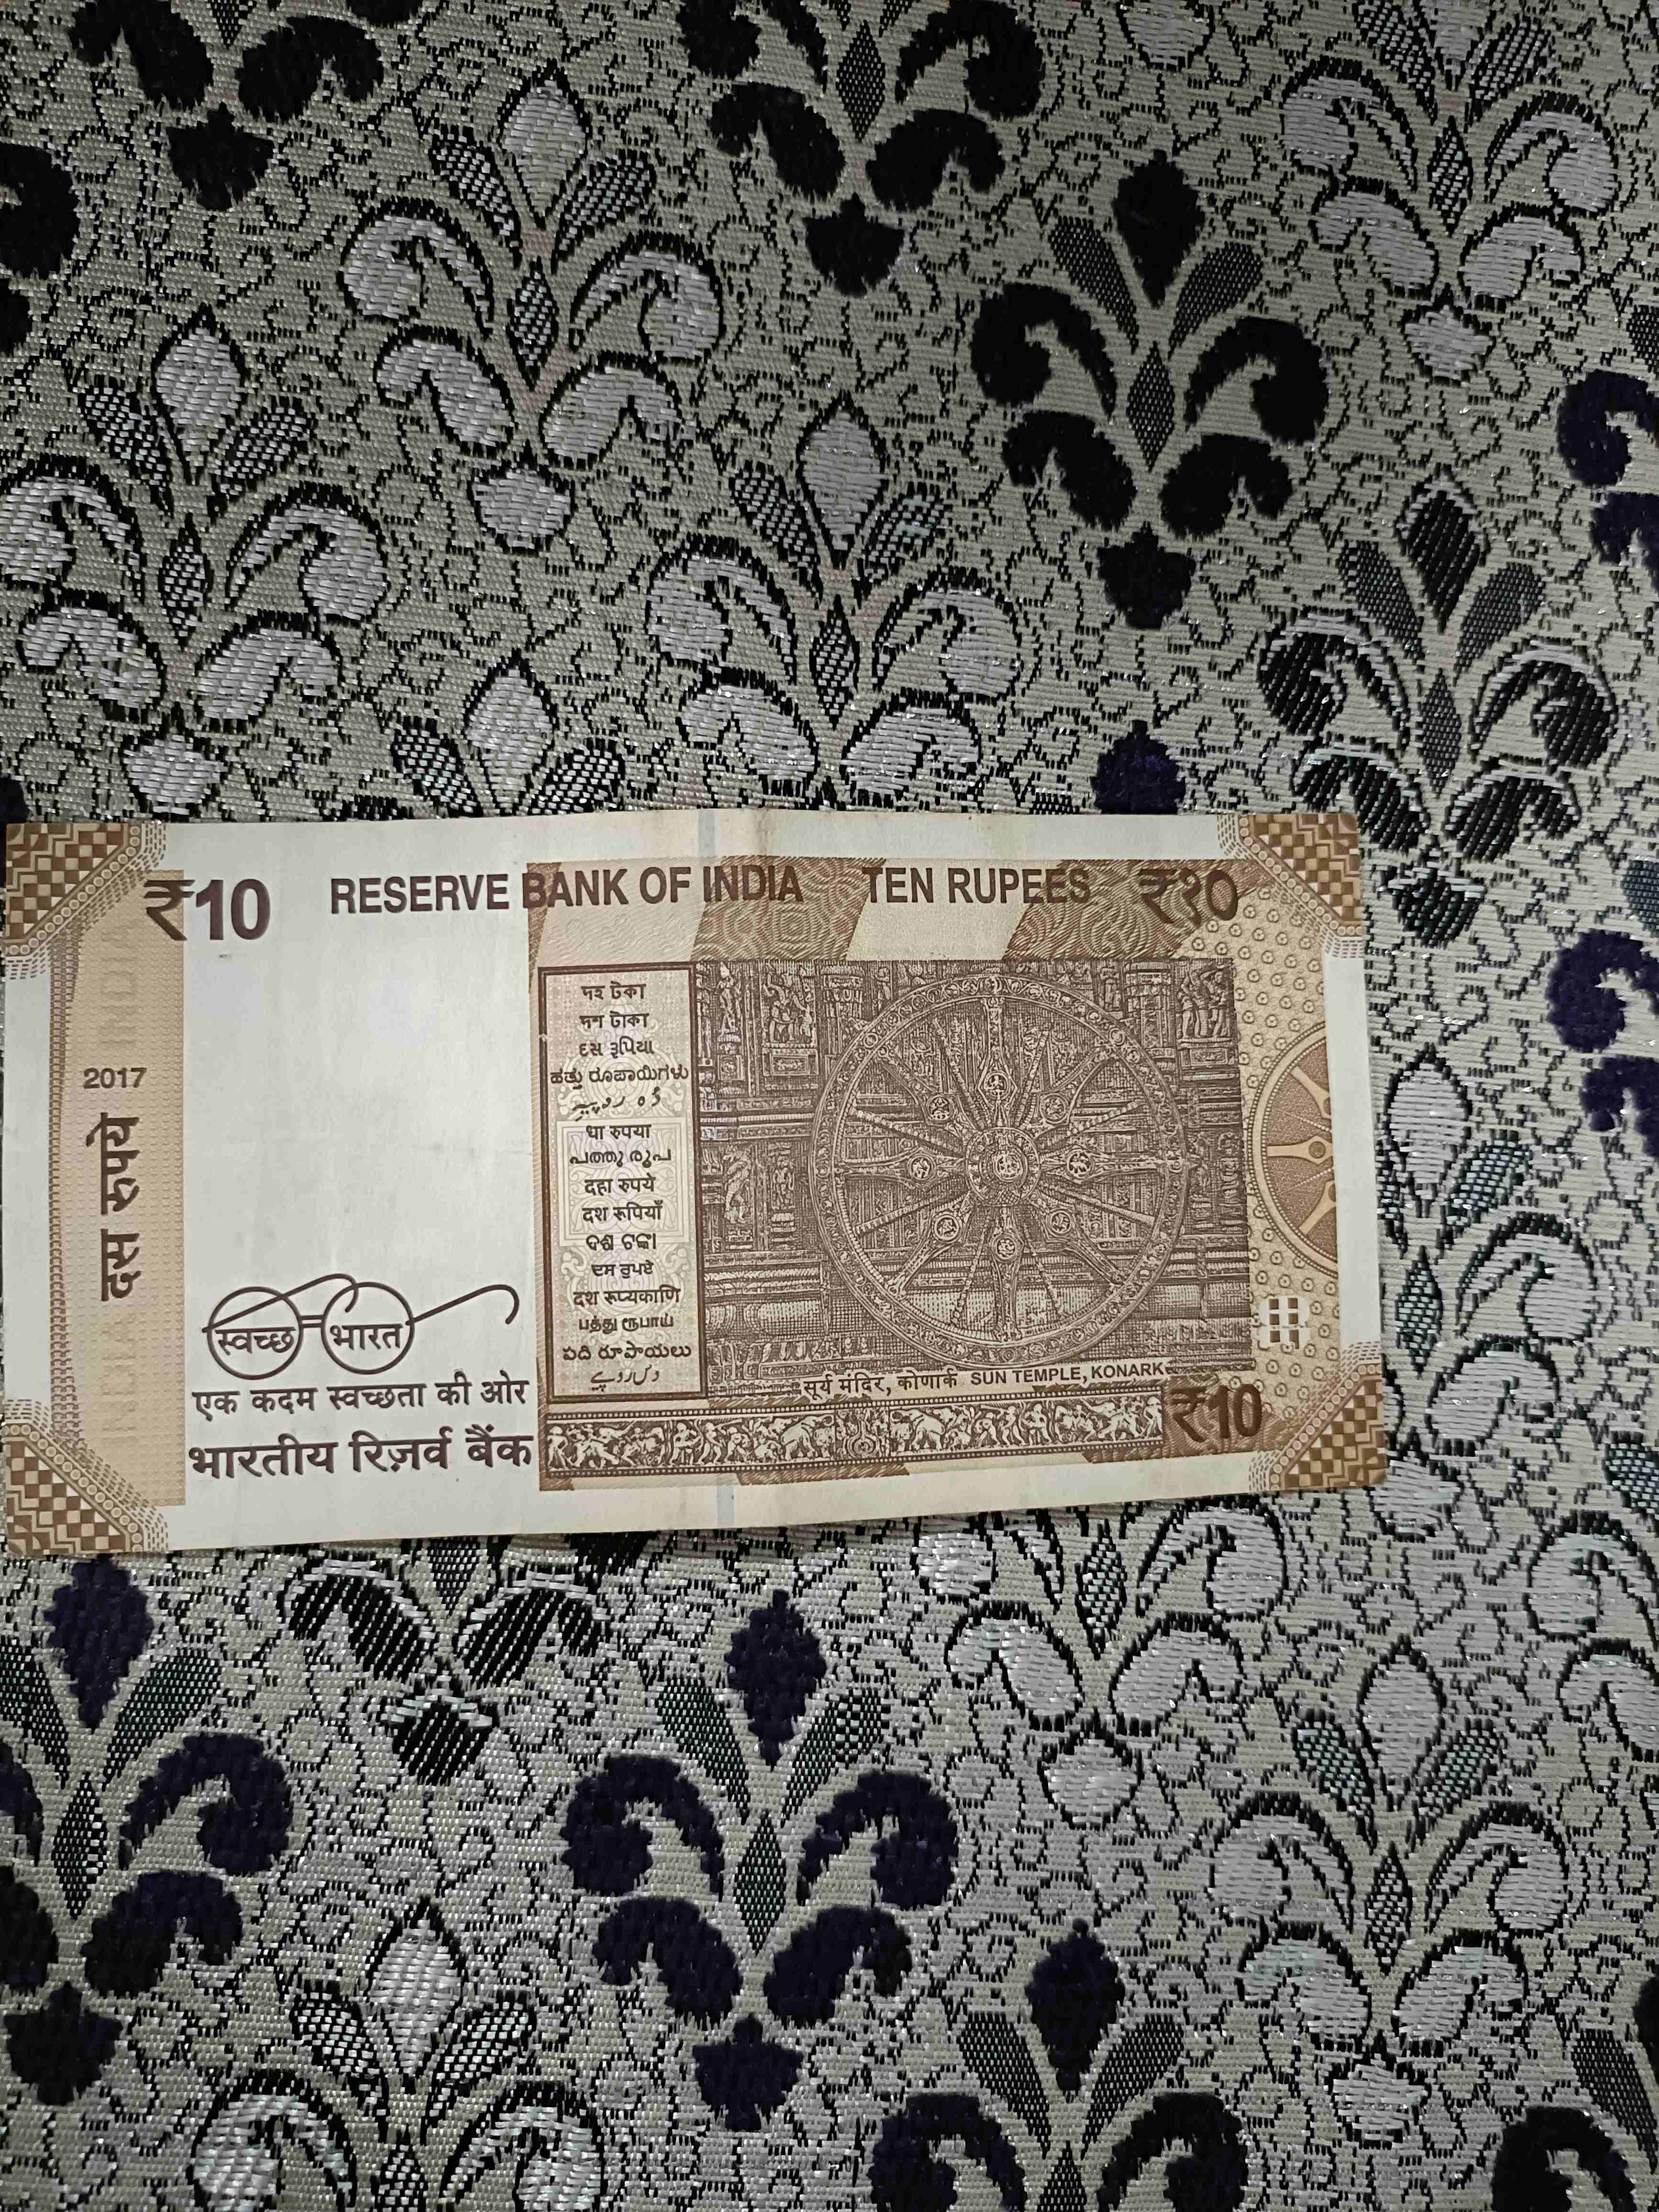 ₹10 RESERVE BANK OF INDIA TEN RUPEES ₹१०
2017
दस रुपये
INDIA
দহ টকা
দশ টাকা
દસ રૂપિયા
ಹತ್ತು ರೂಪಾಯಿಗಳು
धा रुपया
പത്തു രൂപ
दहा रुपये
दश रूपियाँ
ଦଶ ଟଙ୍କା
ਦਸ ਰੁਪਏ
दश रूप्यकाणि
பத்து ரூபாய்
పది రూపాయలు
دس روپے
स्वच्छ भारत
एक कदम स्वच्छता की ओर
भारतीय रिज़र्व बैंक
सूर्य मंदिर, कोणार्क SUN TEMPLE, KONARK
₹10